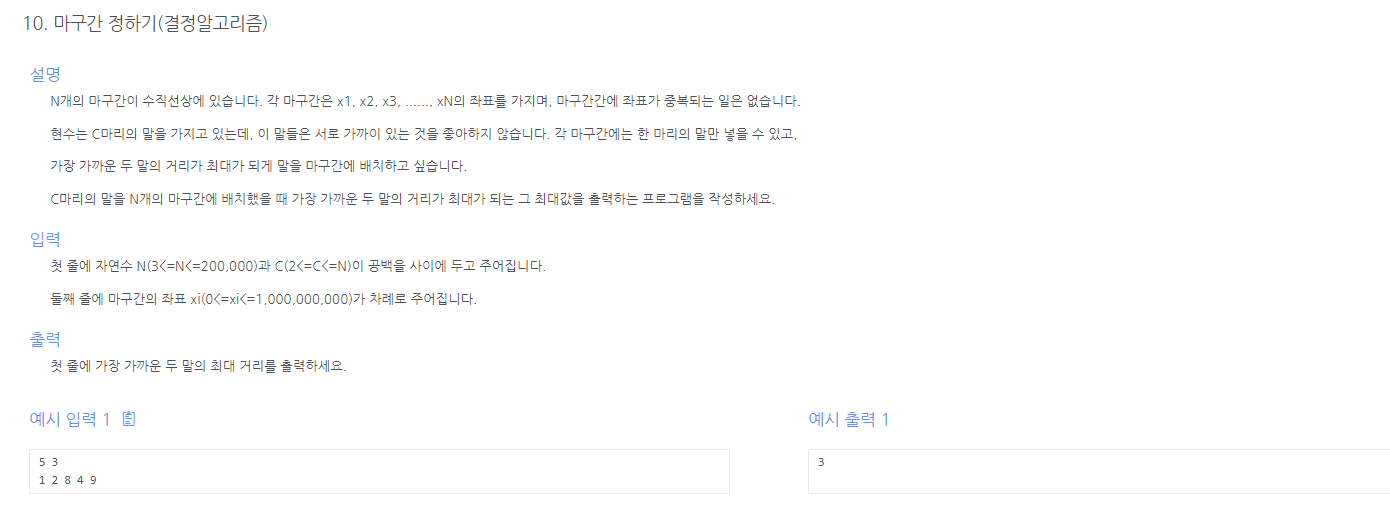 10. 마구간 정하기(결정알고리즘)
설명
N개의 마구간이 수직선상에 있습니다. 각 마구간은 x1, x2, x3, ......, xN의 좌표를 가지며, 마구간간에 좌표가 중복되는 일은 없습니다.
현수는 C마리의 말을 가지고 있는데, 이 말들은 서로 가까이 있는 것을 좋아하지 않습니다. 각 마구간에는 한 마리의 말만 넣을 수 있고,
가장 가까운 두 말의 거리가 최대가 되게 말을 마구간에 배치하고 싶습니다.
C마리의 말을 N개의 마구간에 배치했을 때 가장 가까운 두 말의 거리가 최대가 되는 그 최대값을 출력하는 프로그램을 작성하세요.
입력
첫 줄에 자연수 N(3<=N<=200,000)과 C(2<=C<=N)이 공백을 사이에 두고 주어집니다.
둘째 줄에 마구간의 좌표 xi(0<=xi<=1,000,000,000)가 차례로 주어집니다.
출력
첫 줄에 가장 가까운 두 말의 최대 거리를 출력하세요.
예시 입력 1
5 3
1 2 8 4 9
예시 출력 1
3